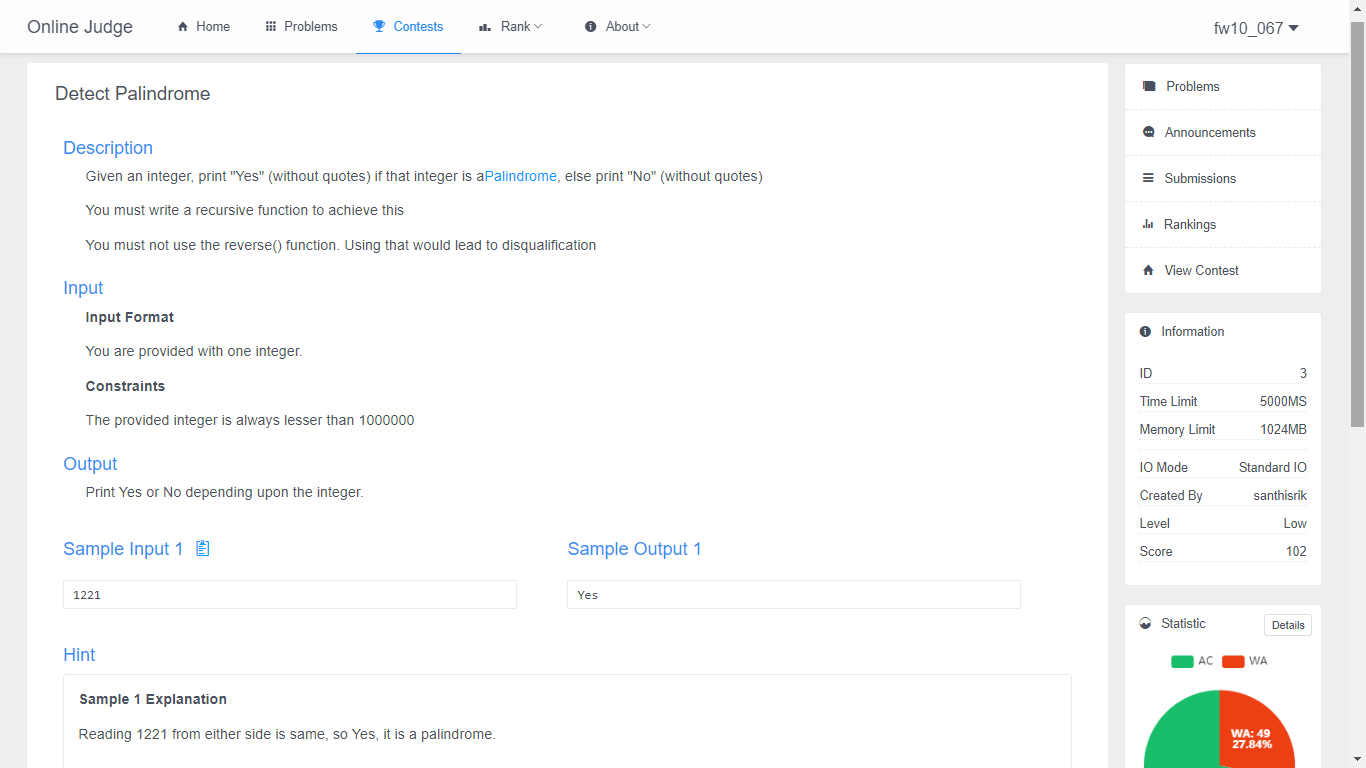 Online Judge
Home
Problems
Contests
Rank
About
fw10_067
Detect Palindrome
Description
Given an integer, print "Yes" (without quotes) if that integer is aPalindrome, else print "No" (without quotes)
You must write a recursive function to achieve this
You must not use the reverse() function. Using that would lead to disqualification
Input
Input Format
You are provided with one integer.
Constraints
The provided integer is always lesser than 1000000
Output
Print Yes or No depending upon the integer.
Sample Input 1
Sample Output 1
1221
Yes
Hint
Sample 1 Explanation
Reading 1221 from either side is same, so Yes, it is a palindrome.
Problems
Announcements
Submissions
Rankings
View Contest
Information
ID 3
Time Limit 5000MS
Memory Limit 1024MB
IO Mode Standard IO
Created By santhisrik
Level Low
Score 102
Statistic
Details
AC WA
WA: 49
27.84%